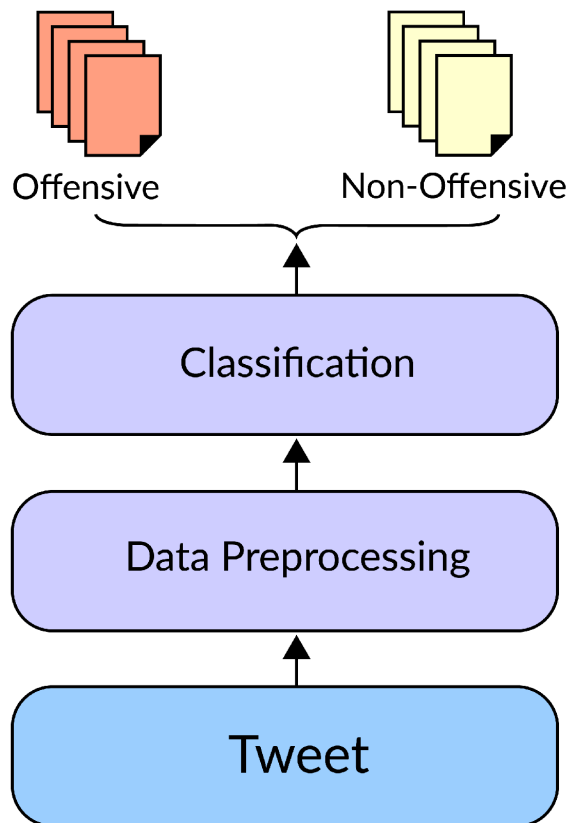 Offensive
Non-Offensive
Classification
Data Preprocessing
Tweet